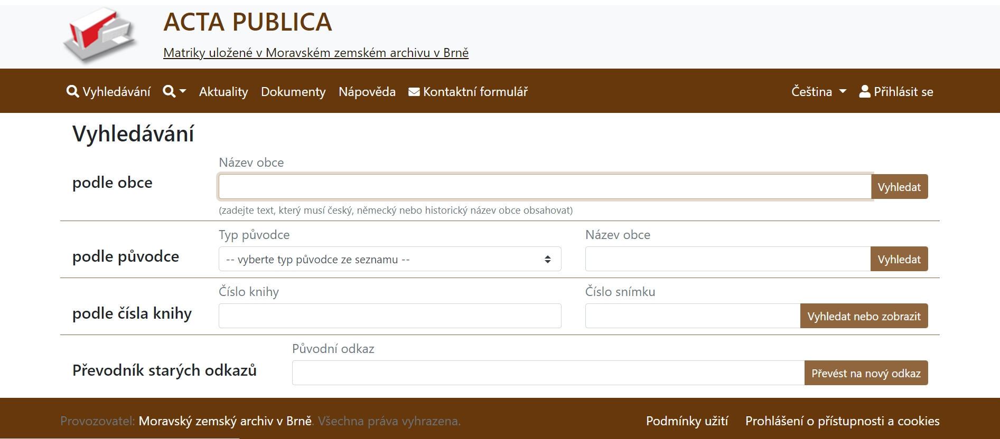 ACTA PUBLICA
Matriky uložené v Moravském zemském archivu v Brně
Vyhledávání Aktuality Dokumenty Nápověda Kontaktní formulář Čeština Přihlásit se
Vyhledávání
Název obce
podle obce Vyhledat
(zadejte text, který musí český, německý nebo historický název obce obsahovat)
Typ původce Název obce
podle původce -- vyberte typ původce ze seznamu -- Vyhledat
Číslo knihy Číslo snímku
podle čísla knihy Vyhledat nebo zobrazit
Původní odkaz
Převodník starých odkazů Převést na nový odkaz
Provozovatel: Moravský zemský archiv v Brně. Všechna práva vyhrazena. Podmínky užití Prohlášení o přístupnosti a cookies